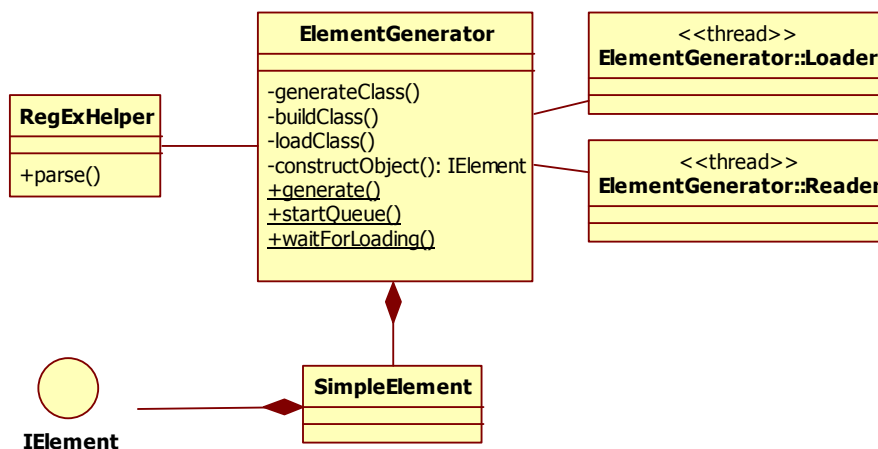 ElementGenerator
-generateClass()
-buildClass()
-loadClass()
-constructObject(): IElement
+generate()
+startQueue()
+waitForLoading()
<<thread>>
ElementGenerator::Loader
<<thread>>
ElementGenerator::Reader
RegExHelper
+parse()
SimpleElement
IElement